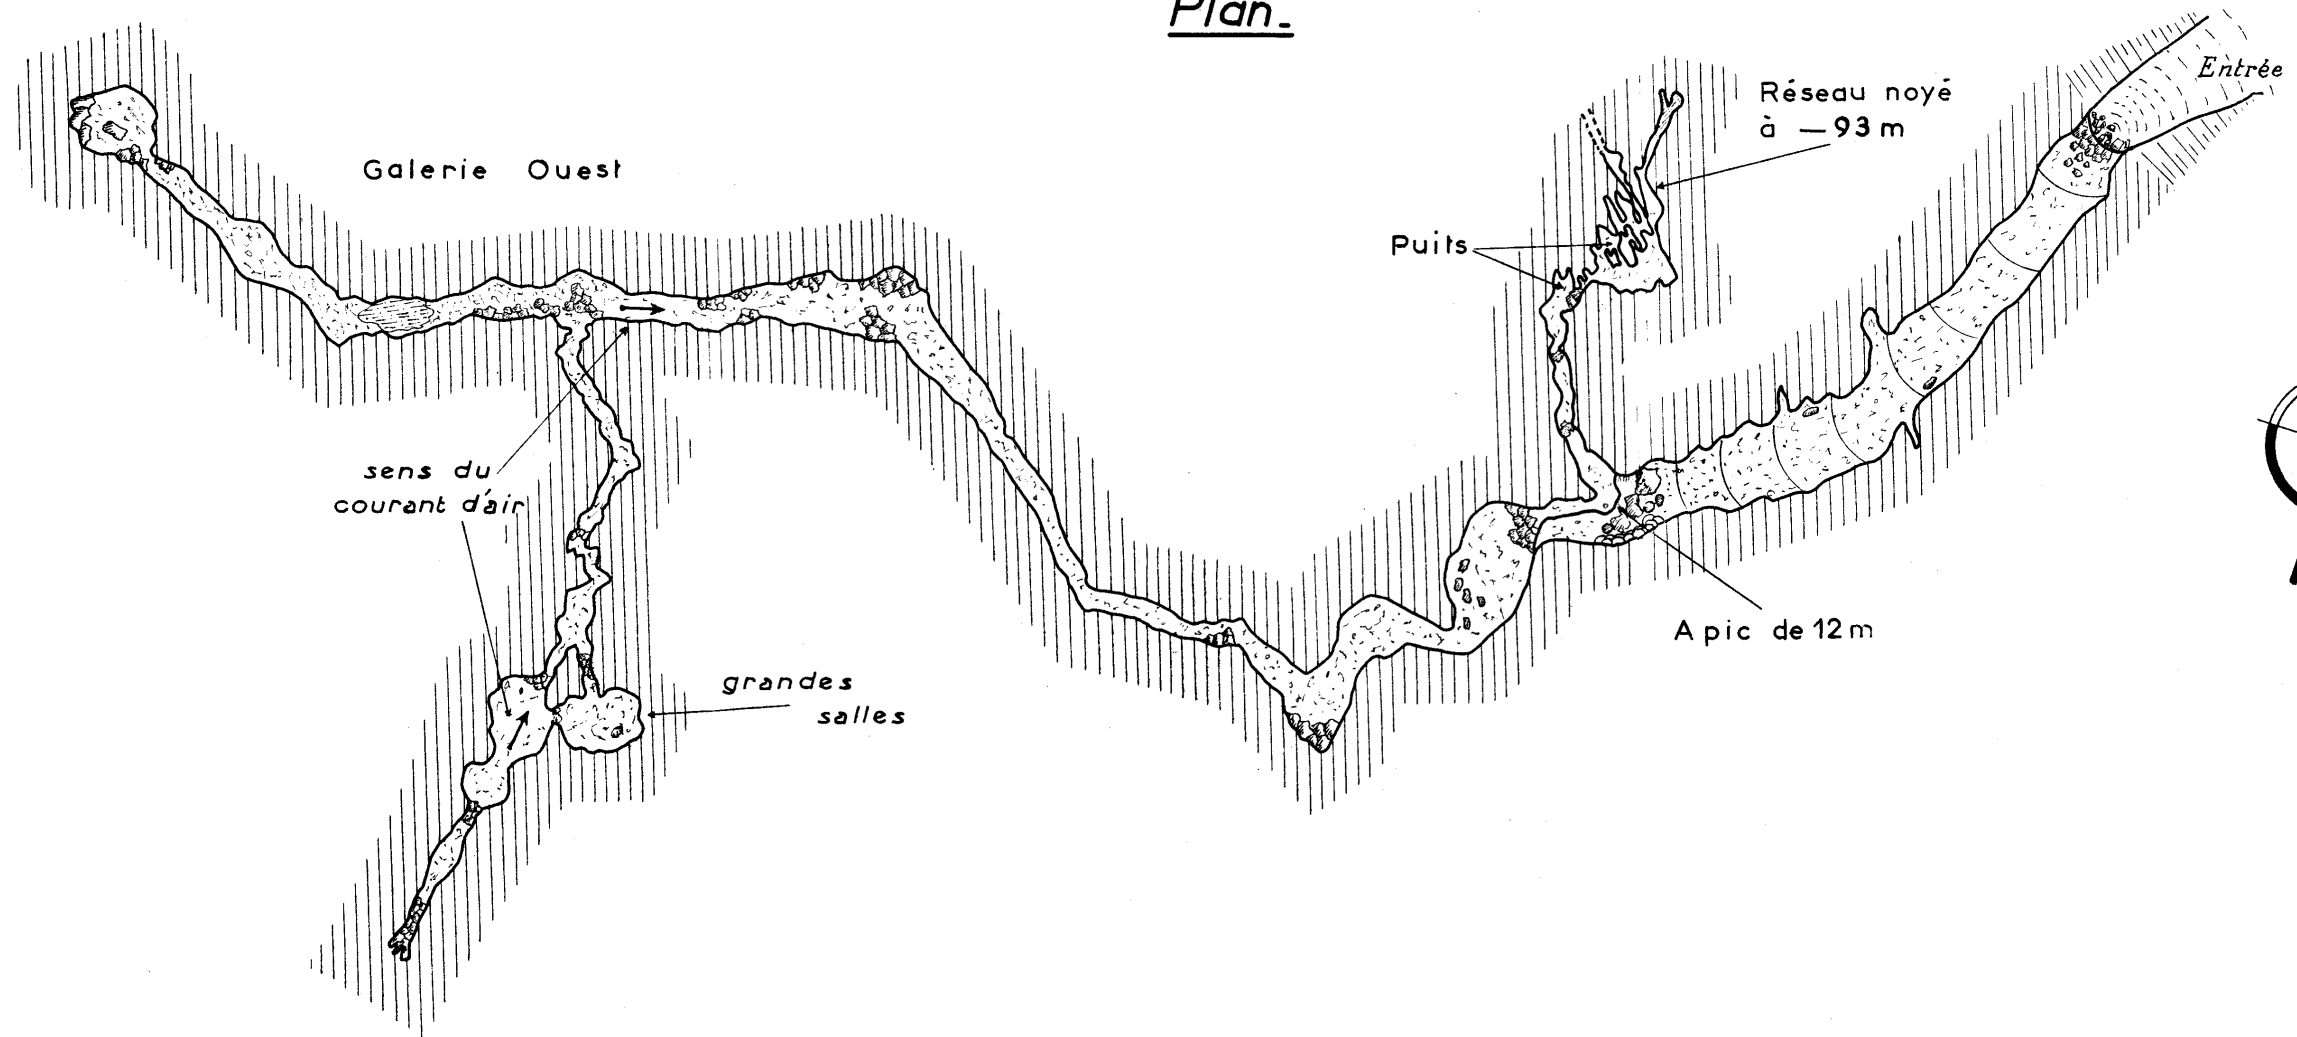 Plan.
Entrée
Réseau noyé
à – 93 m
Galerie Ouest
Puits
sens du
courant d'air
A pic de 12 m
grandes
salles